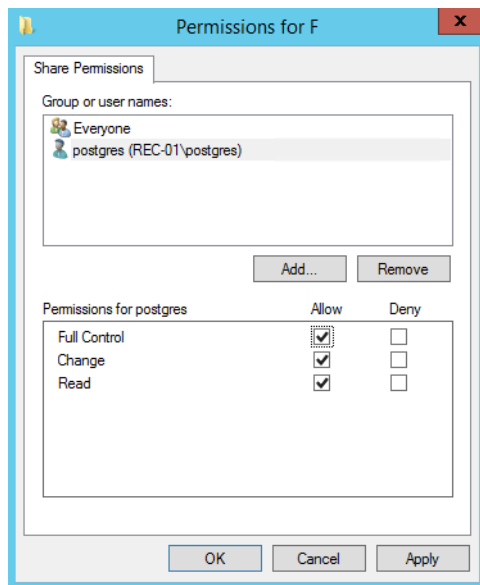 Permissions for F
x
Share Permissions
Group or user names:
Everyone
postgres (REC-01\postgres)
Add... Remove
Permissions for postgres Allow Deny
Full Control
Change
Read
OK Cancel Apply